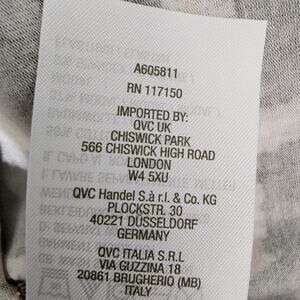 A605811
RN 117150
IMPORTED BY:
QVC UK
CHISWICK PARK
566 CHISWICK HIGH ROAD
LONDON
W4 5XU
QVC Handel S.à r.l. & Co. KG
PLOCKSTR. 30
40221 DÜSSELDORF
GERMANY
QVC ITALIA S.R.L
VIA GUZZINA 18
20861 BRUGHERIO (MB)
ITALY